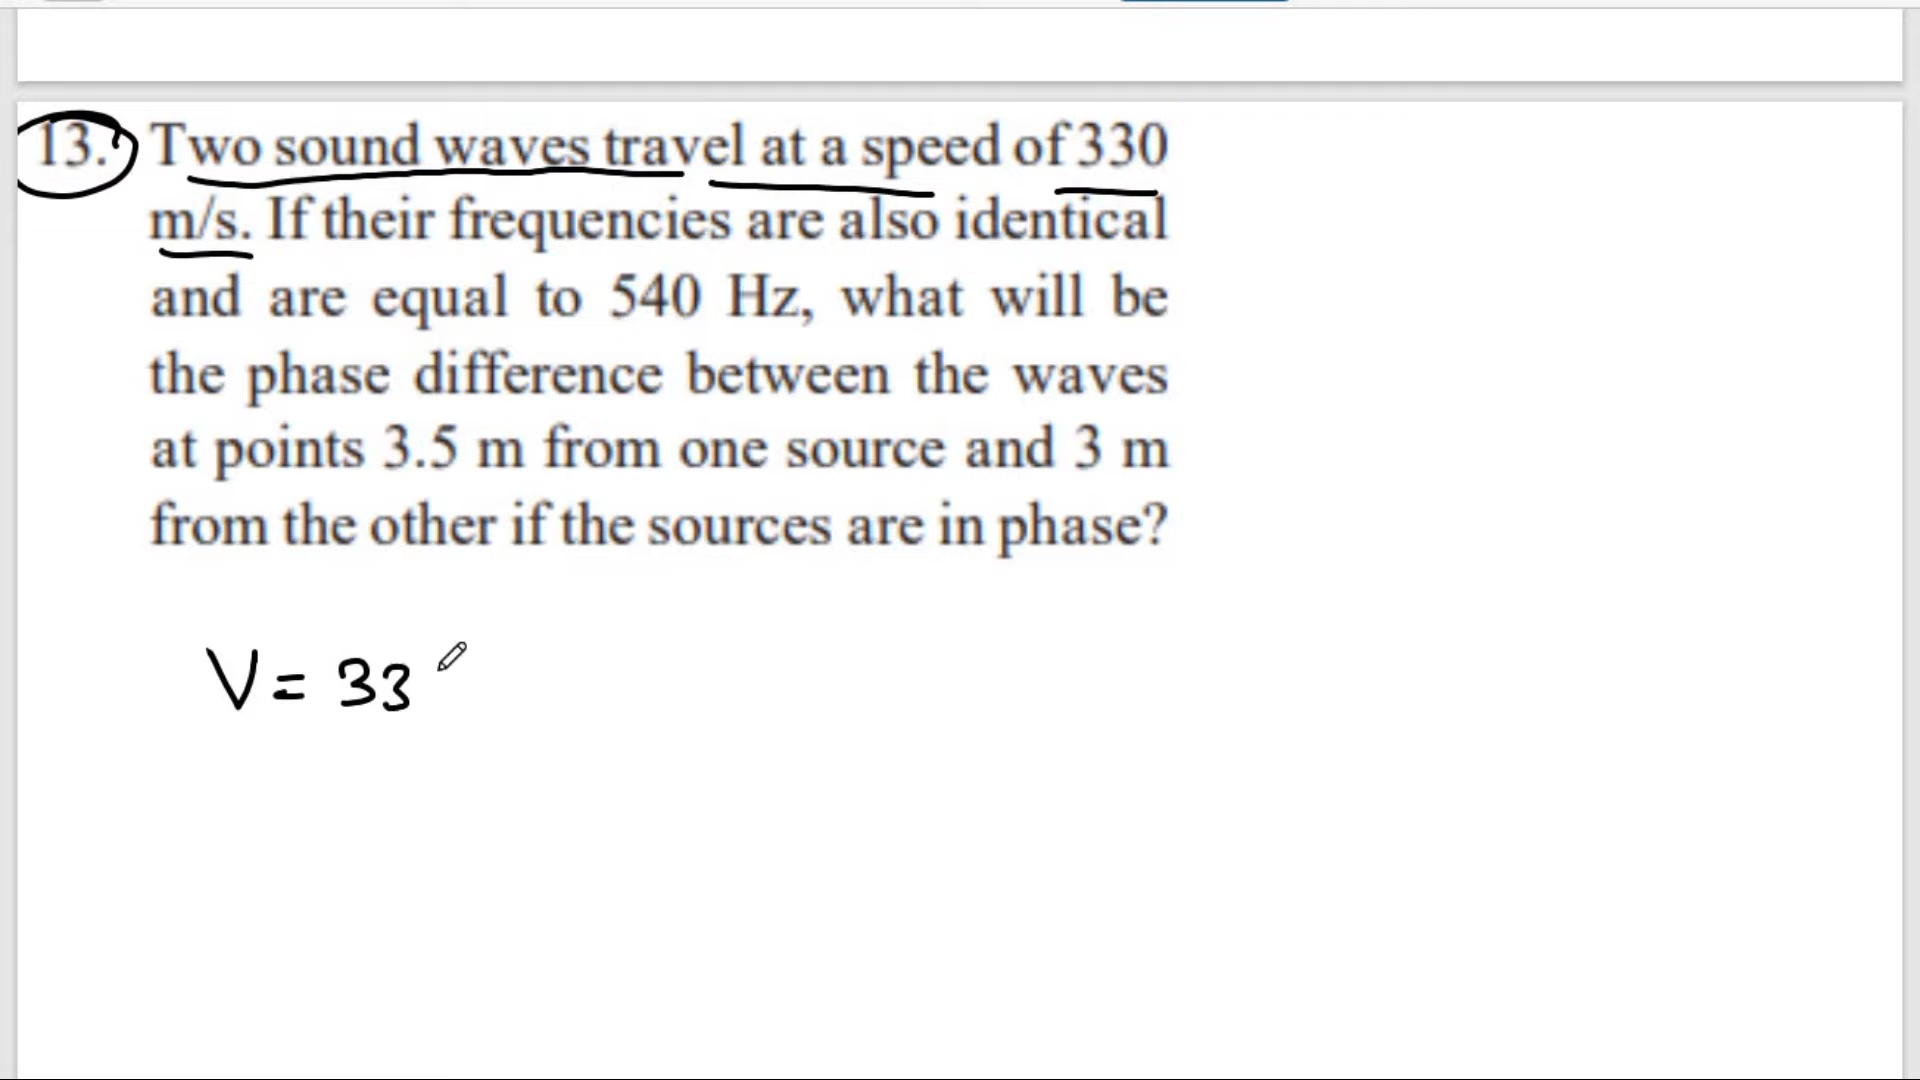 13. Two sound waves travel at a speed of 330
m/s. If their frequencies are also identical
and are equal to 540 Hz, what will be
the phase difference between the waves
at points 3.5 m from one source and 3 m
from the other if the sources are in phase?
V= 33